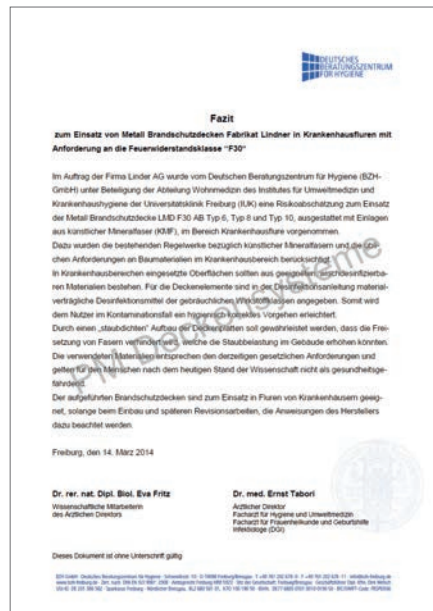 DEUTSCHES
BERATUNGSZENTRUM
FÜR HYGIENE
Fazit
zum Einsatz von Metall Brandschutzdecken Fabrikat Lindner in Krankenhausfluren mit
Anforderung an die Feuerwiderstandsklasse "F30"
Im Auftrag der Firma Linder AG wurde vom Deutschen Beratungszentrum für Hygiene (BZH-
GmbH) unter Beteiligung der Abteilung Wohnmedizin des Institutes für Umweltmedizin und
Krankenhaushygiene der Universitätsklinik Freiburg (IUK) eine Risikoabschätzung zum Einsatz
der Metall Brandschutzdecke LMD F30 AB Typ 6, Typ 8 und Typ 10, ausgestattet mit Einlagen
aus künstlicher Mineralfaser (KMF), im Bereich Krankenhausflure vorgenommen.
Dazu wurden die bestehenden Regelwerke bezüglich künstlicher Mineralfasern und die übli-
chen Anforderungen an Baumaterialien im Krankenhausbereich berücksichtigt.
In Krankenhausbereichen eingesetzte Oberflächen sollten aus geeigneten wischdesinfizierba-
ren Materialien bestehen. Für die Deckenelemente sind in der Desinfektionsanleitung material-
verträgliche Desinfektionsmittel der gebräuchlichen Wirkstoffklassen angegeben. Somit wird
dem Nutzer im Kontaminationsfall ein hygienisch korrektes Vorgehen erleichtert.
Durch einen „staubdichten" Aufbau der Deckenplatten soll gewährleistet werden, dass die Frei-
setzung von Fasern verhindert wird, welche die Staubbelastung im Gebäude erhöhen könnten.
Die verwendeten Materialien entsprechen den derzeitigen gesetzlichen Anforderungen und
gelten für den Menschen nach dem heutigen Stand der Wissenschaft nicht als gesundheitsge-
fährdend.
Der aufgeführten Brandschutzdecken sind zum Einsatz in Fluren von Krankenhäusern geeig-
net, solange beim Einbau und späteren Revisionsarbeiten, die Anweisungen des Herstellers
dazu beachtet werden.
PM Deckensysteme
Freiburg, den 14. März 2014
Dr. rer. nat. Dipl. Biol. Eva Fritz
Wissenschaftliche Mitarbeiterin
des Ärztlichen Direktors
Dr. med. Ernst Tabori
Ärztlicher Direktor
Facharzt für Hygiene und Umweltmedizin
Facharzt für Frauenheilkunde und Geburtshilfe
Infektiologe (DGI)
Dieses Dokument ist ohne Unterschrift gültig